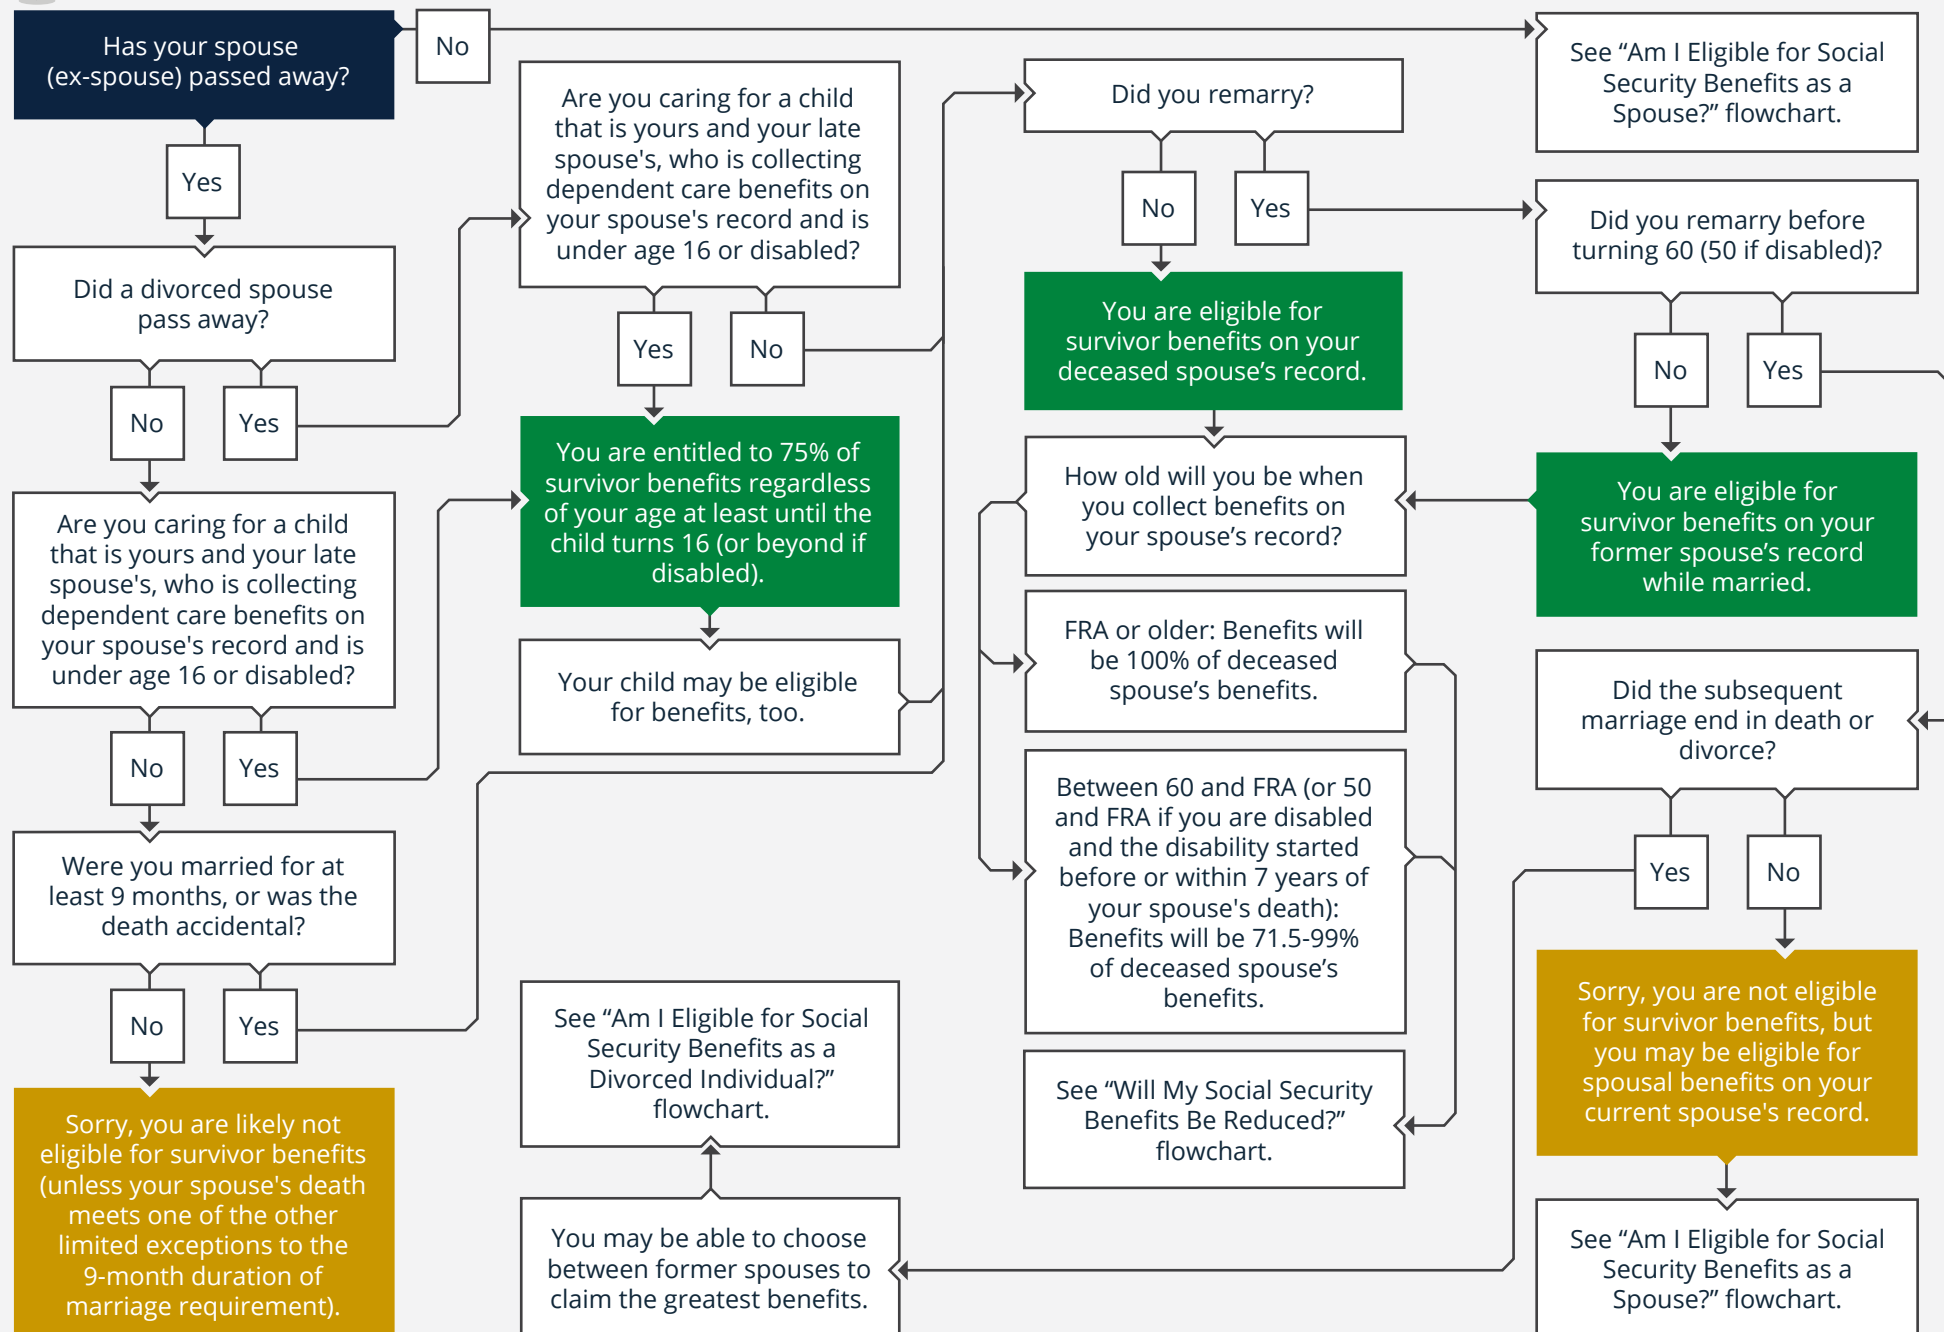 Has your spouse
(ex-spouse) passed away?
No
See “Am I Eligible for Social
Security Benefits as a
Spouse?” flowchart.
Yes
Did a divorced spouse
pass away?
No
Yes
Are you caring for a child
that is yours and your late
spouse's, who is collecting
dependent care benefits on
your spouse's record and is
under age 16 or disabled?
No
Yes
Were you married for at
least 9 months, or was the
death accidental?
No
Yes
Sorry, you are likely not
eligible for survivor benefits
(unless your spouse's death
meets one of the other
limited exceptions to the
9-month duration of
marriage requirement).
Are you caring for a child
that is yours and your late
spouse's, who is collecting
dependent care benefits on
your spouse's record and is
under age 16 or disabled?
Yes
No
You are entitled to 75% of
survivor benefits regardless
of your age at least until the
child turns 16 (or beyond if
disabled).
Your child may be eligible
for benefits, too.
See “Am I Eligible for Social
Security Benefits as a
Divorced Individual?”
flowchart.
You may be able to choose
between former spouses to
claim the greatest benefits.
Did you remarry?
No
Yes
You are eligible for
survivor benefits on your
deceased spouse’s record.
How old will you be when
you collect benefits on
your spouse’s record?
FRA or older: Benefits will
be 100% of deceased
spouse’s benefits.
Between 60 and FRA (or 50
and FRA if you are disabled
and the disability started
before or within 7 years of
your spouse's death):
Benefits will be 71.5-99%
of deceased spouse’s
benefits.
See “Will My Social Security
Benefits Be Reduced?”
flowchart.
Did you remarry before
turning 60 (50 if disabled)?
No
Yes
You are eligible for
survivor benefits on your
former spouse’s record
while married.
Did the subsequent
marriage end in death or
divorce?
Yes
No
Sorry, you are not eligible
for survivor benefits, but
you may be eligible for
spousal benefits on your
current spouse's record.
See “Am I Eligible for Social
Security Benefits as a
Spouse?” flowchart.